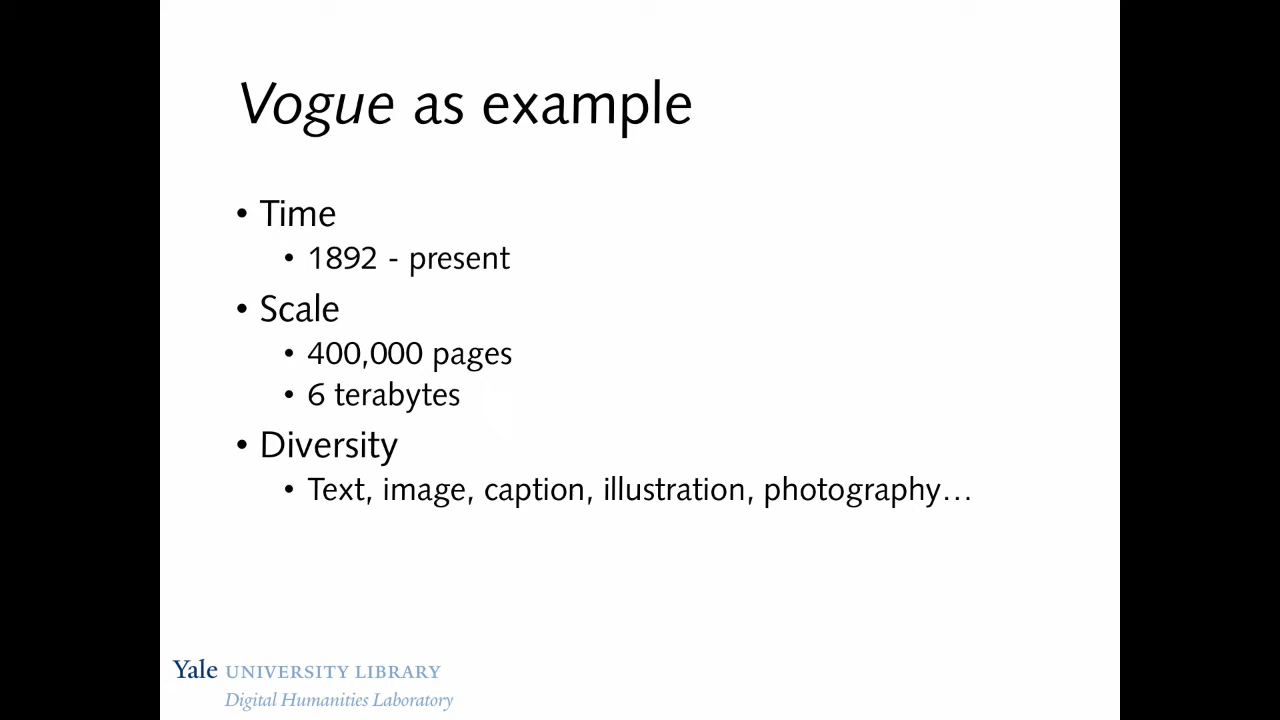 Vogue as example
• Time
• 1892 - present
• Scale
• 400,000 pages
• 6 terabytes
• Diversity
• Text, image, caption, illustration, photography…
Yale UNIVERSITY LIBRARY
Digital Humanities Laboratory